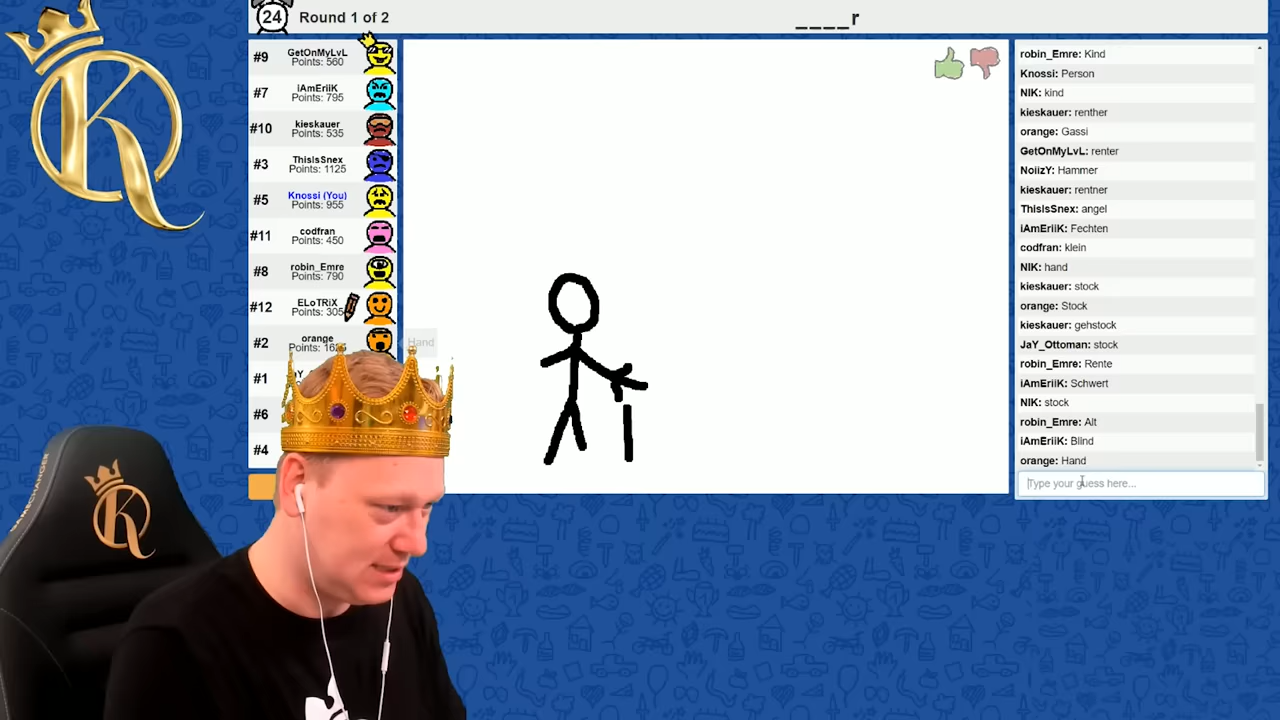 24 Round 1 of 2
____r
#9 GetOnMyLvL
Points: 560
#7 iAmEriiK
Points: 795
#10 kieskauer
Points: 535
#3 ThisIsSnex
Points: 1125
#5 Knossi (You)
Points: 955
#11 codfran
Points: 450
#8 robin_Emre
Points: 790
#12 ELoTRiX
Points: 305
#2 orange
Hand
#1
#6
#4
robin_Emre: Kind
Knossi: Person
NIK: kind
kieskauer: renther
orange: Gassi
GetOnMyLvL: renter
NoiizY: Hammer
kieskauer: rentner
ThisIsSnex: angel
iAmEriiK: Fechten
codfran: klein
NIK: hand
kieskauer: stock
orange: Stock
kieskauer: gehstock
JaY_Ottoman: stock
robin_Emre: Rente
iAmEriiK: Schwert
NIK: stock
robin_Emre: Alt
iAmEriiK: Blind
orange: Hand
Type your guess here...
K
K